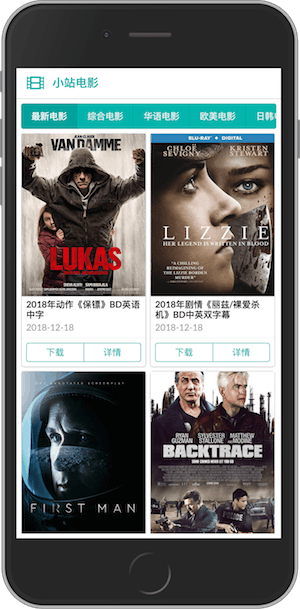 小站电影
最新电影 综合电影 华语电影 欧美电影 日韩
JEAN-CLAUDE
VAN DAMME
LUKAS
BLU-RAY + DIGITAL
CHLOË SEVIGNY
KRISTEN STEWART
LIZZIE
HER LEGEND IS WRITTEN IN BLOOD
A CHILLING
REIMAGINING OF
THE LIZZIE BORDEN
2018年动作《保镖》BD英语
中字
2018-12-18
下载 详情
2018年剧情《丽兹/裸爱杀
机》BD中英双字幕
2018-12-18
下载 详情
FIRST MAN
RYAN GUZMAN
SYLVESTER STALLONE
MATTHEW MODINE
BACKTRACE